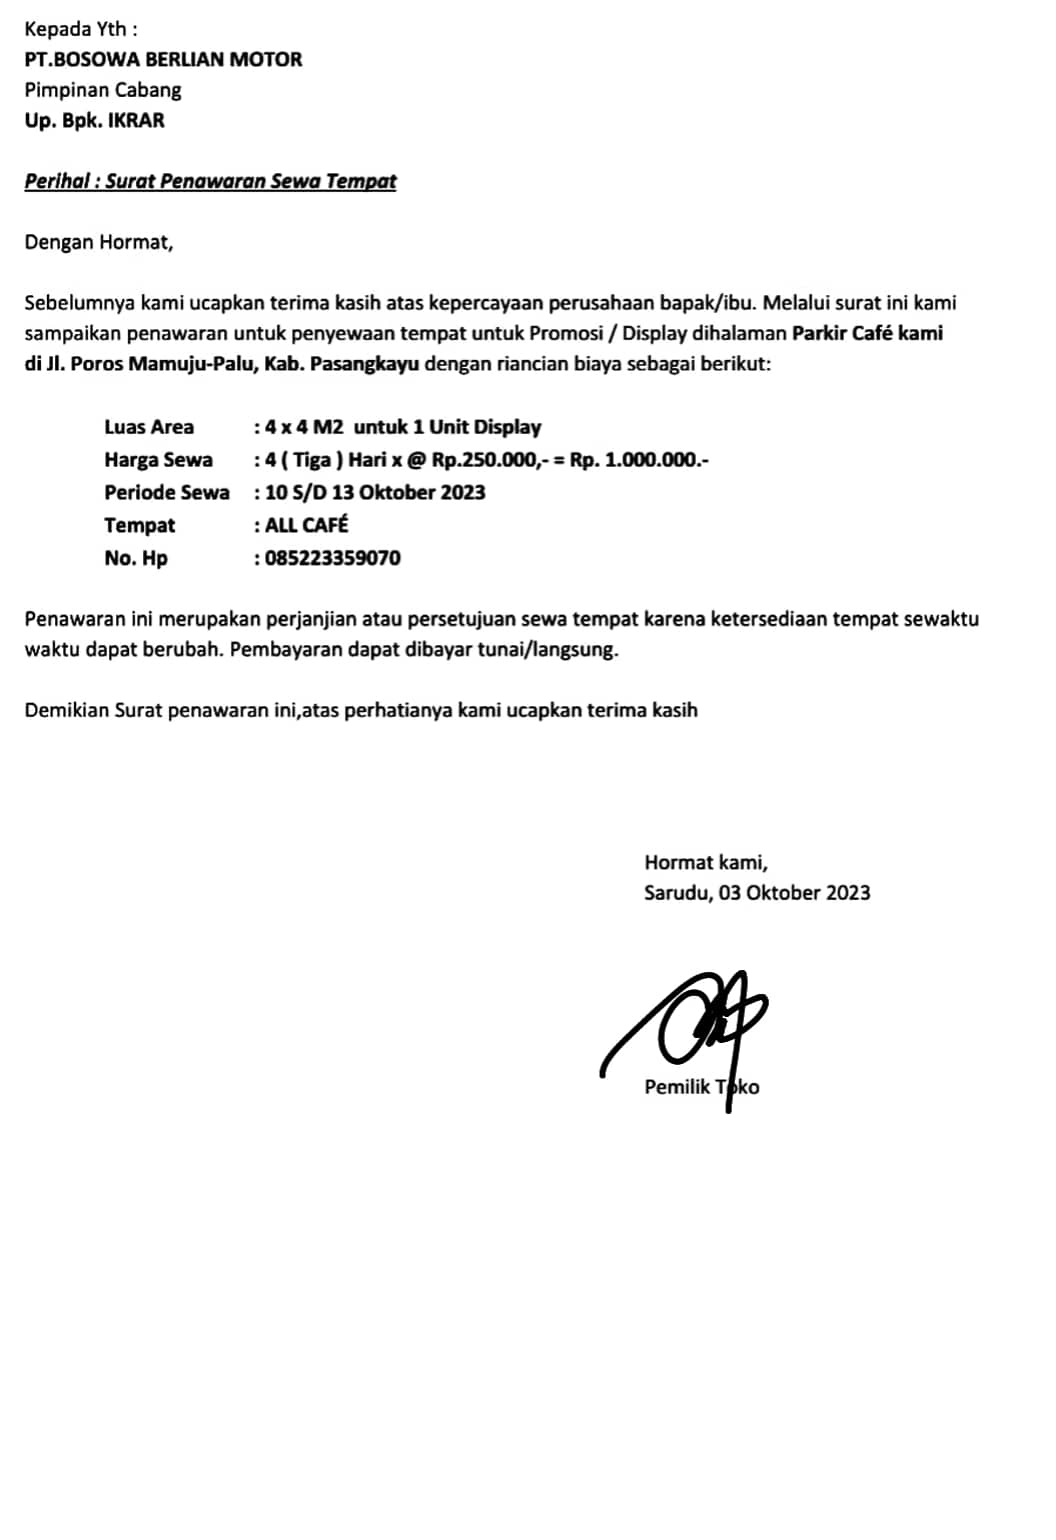 Kepada Yth :
PT.BOSOWA BERLIAN MOTOR
Pimpinan Cabang
Up. Bpk. IKRAR
Perihal : Surat Penawaran Sewa Tempat
Dengan Hormat,
Sebelumnya kami ucapkan terima kasih atas kepercayaan perusahaan bapak/ibu. Melalui surat ini kami
sampaikan penawaran untuk penyewaan tempat untuk Promosi / Display dihalaman Parkir Café kami
di Jl. Poros Mamuju-Palu, Kab. Pasangkayu dengan riancian biaya sebagai berikut:
Luas Area : 4 x 4 M2 untuk 1 Unit Display
Harga Sewa : 4 ( Tiga ) Hari x @ Rp.250.000,- = Rp. 1.000.000.-
Periode Sewa : 10 S/D 13 Oktober 2023
Tempat : ALL CAFÉ
No. Hp : 085223359070
Penawaran ini merupakan perjanjian atau persetujuan sewa tempat karena ketersediaan tempat sewaktu
waktu dapat berubah. Pembayaran dapat dibayar tunai/langsung.
Demikian Surat penawaran ini,atas perhatianya kami ucapkan terima kasih
Hormat kami,
Sarudu, 03 Oktober 2023
Pemilik Toko